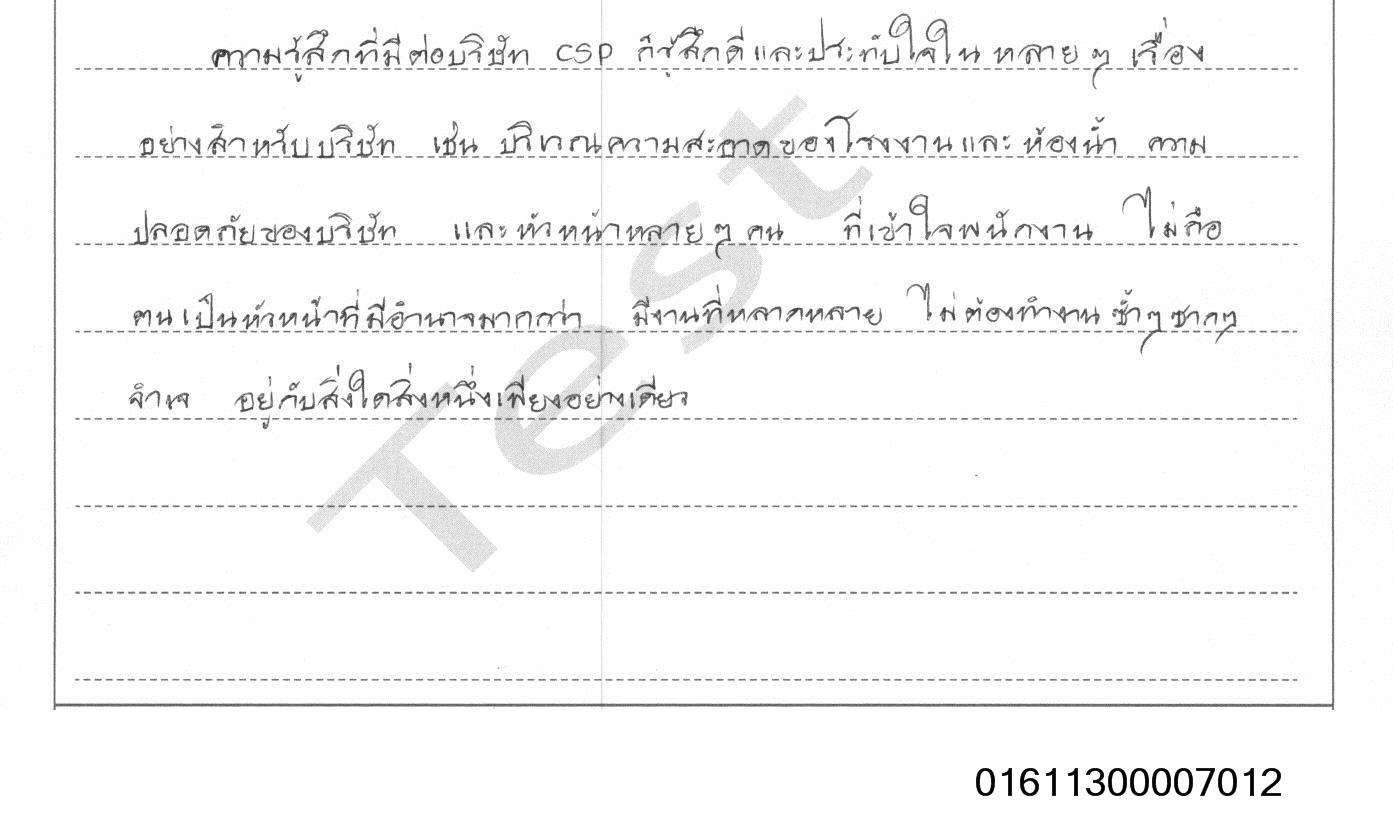 ความรู้สึกที่มีต่อบริษัท CSP ก็รู้สึกดีและประทับใจใน หลาย ๆ เรื่อง
อย่างสำหรับบริษัท เช่น บริเวณความสะอาดของโรงงานและห้องน้ำ ความ
ปลอดภัยของบริษัท และหัวหน้าหลาย ๆ คน ที่เข้าใจพนักงาน ไม่ถือ
ตนเป็นหัวหน้าที่มีอำนาจมากกว่า มีงานที่หลากหลาย ไม่ต้องทำงาน ซ้ำๆซากๆ
จำเจ อยู่กับสิ่งใดสิ่งหนึ่งเพียงอย่างเดียว
Test
01611300007012